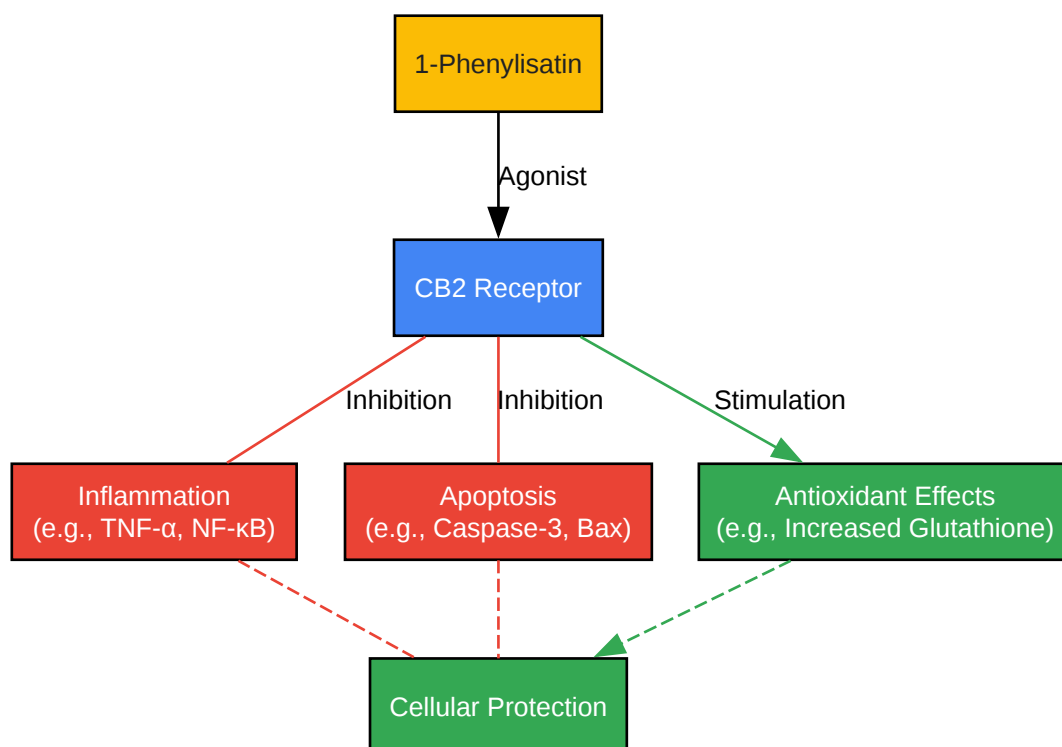 1-Phenylisatin
Agonist
CB2 Receptor
Inhibition
Inhibition
Stimulation
Inflammation
(e.g., TNF-α, NF-κB)
Apoptosis
(e.g., Caspase-3, Bax)
Antioxidant Effects
(e.g., Increased Glutathione)
Cellular Protection